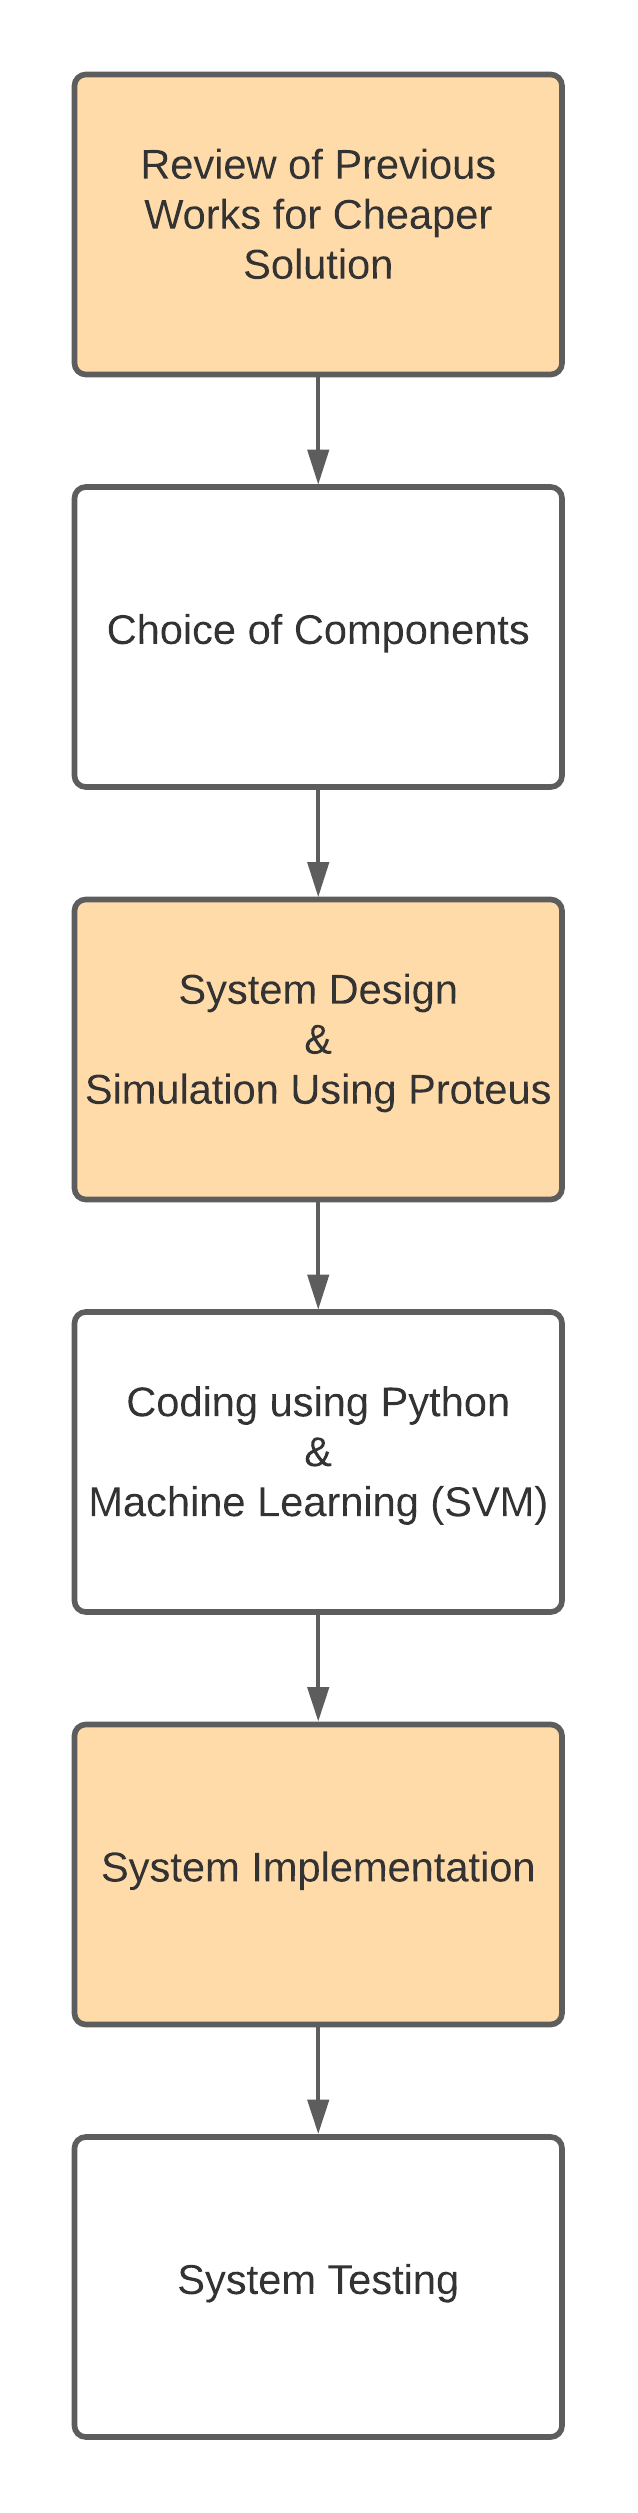 Review of Previous
Works for Cheaper
Solution
Choice of Components
System Design
&
Simulation Using Proteus
Coding using Python
&
Machine Learning (SVM)
System Implementation
System Testing